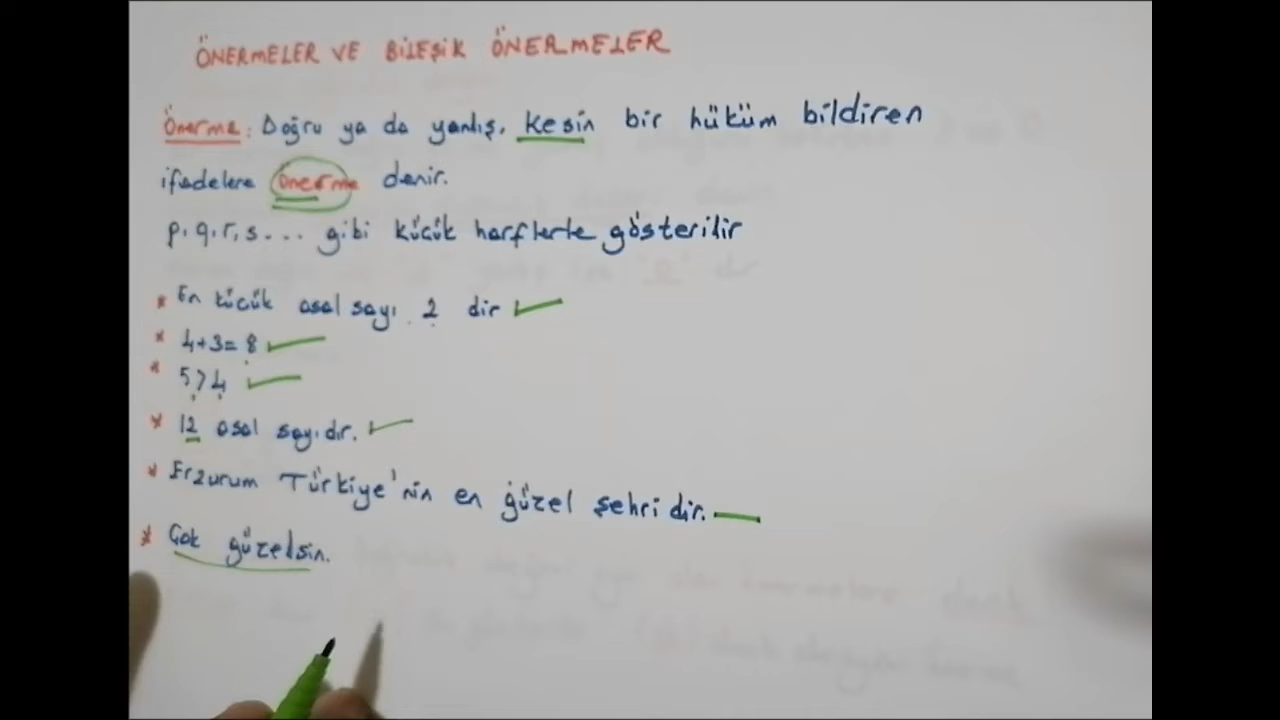 ÖNERMELER VE BİLEŞİK ÖNERMELER
Önerme: Doğru ya da yanlış, kesin bir hüküm bildiren
ifadelere önerme denir.
p,q,r,s... gibi küçük harflerle gösterilir
* En küçük asal sayı 2 dir ✓
* 4+3=8 ✓
* 5>4 ✓
* 12 asal sayıdır. ✓
* Erzurum Türkiye'nin en güzel şehridir. —
* Çok güzelsin.